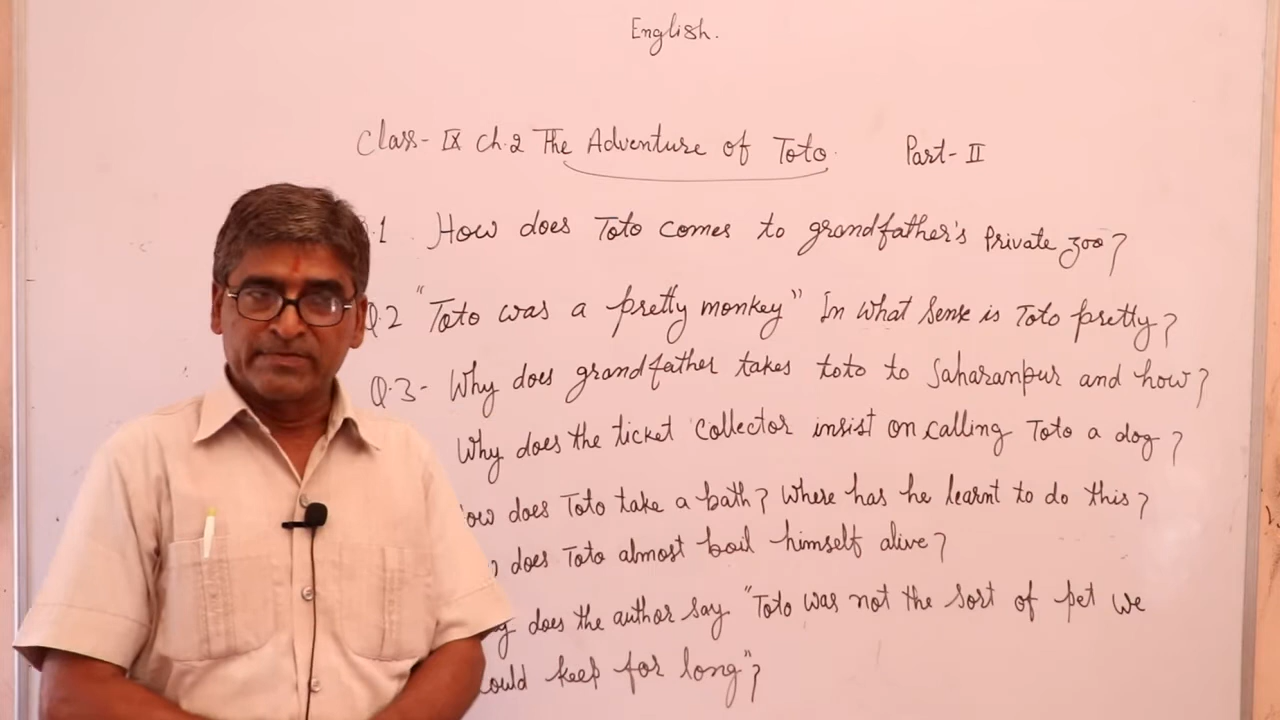 English.
Class- IX Ch.2 The Adventure of Toto. Part- II
.1 How does Toto comes to grandfather's Private zoo?
Q.2 "Toto was a pretty monkey" In what sense is Toto pretty?
Q.3- Why does grandfather takes toto to Saharanpur and how?
Why does the ticket Collector insist on calling Toto a dog?
ow does Toto take a bath? Where has he learnt to do this?
does Toto almost boil himself alive?
does the author say "Toto was not the sort of pet we
ould keep for long"?